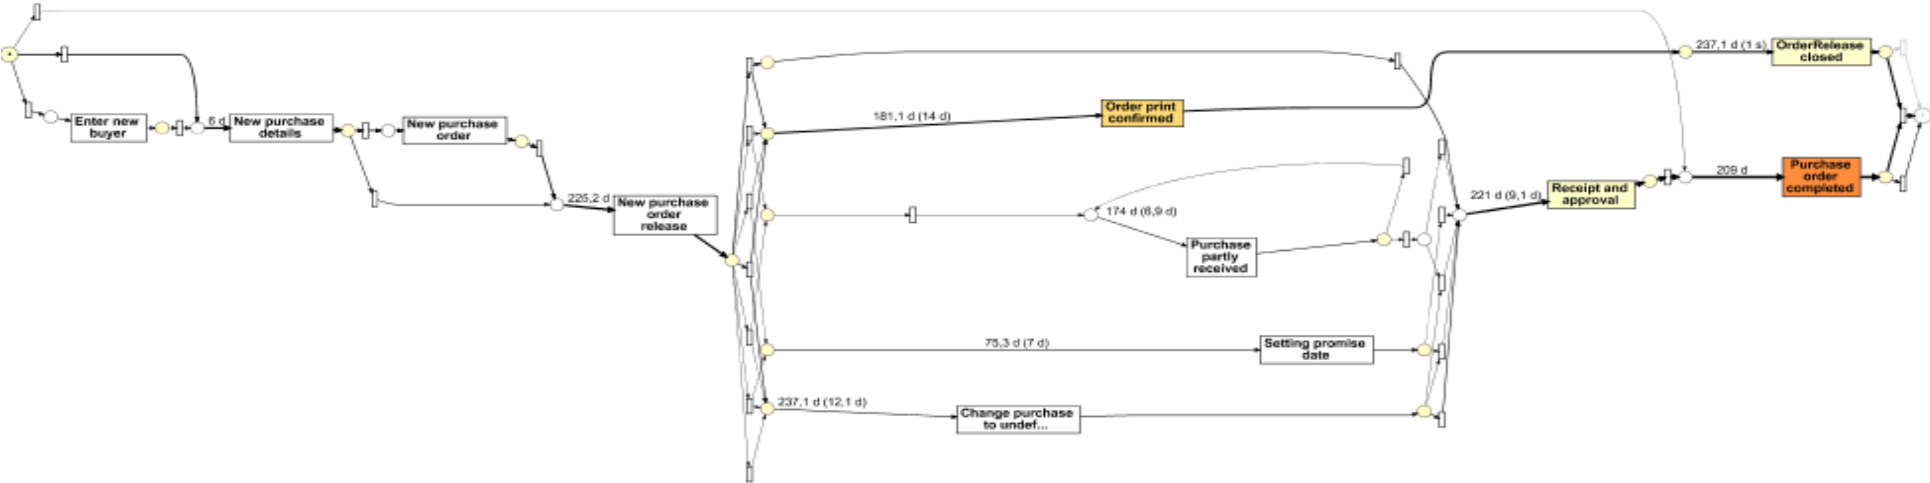 237,1 d (1 s)
OrderRelease
closed
Enter new
buyer
6 d
New purchase
details
New purchase
order
181,1 d (14 d)
Order print
confirmed
225,2 d
New purchase
order
release
174 d (6,9 d)
Purchase
partly
received
221 d (9,1 d)
Receipt and
approval
209 d
Purchase
order
completed
75,3 d (7 d)
Setting promise
date
237,1 d (12,1 d)
Change purchase
to undef...